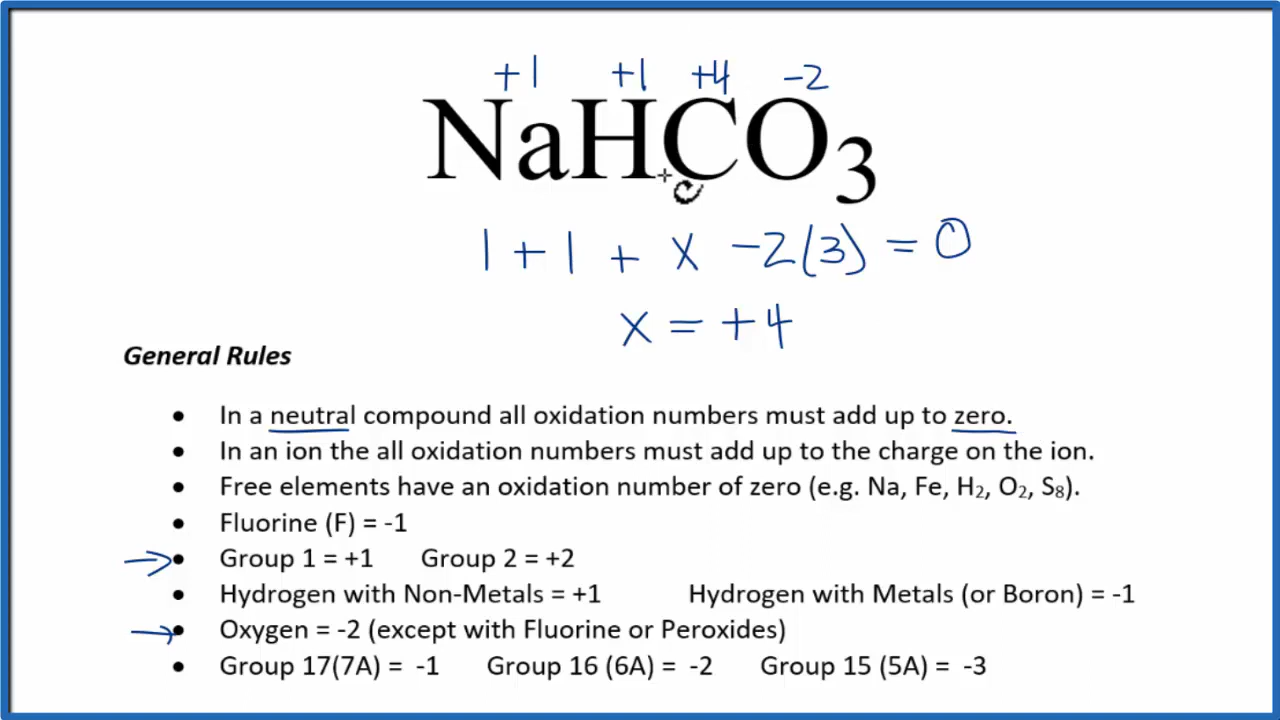 +1 +1 +4 -2
NaHCO₃
1 + 1 + x -2(3) = 0
x = +4
General Rules
• In a neutral compound all oxidation numbers must add up to zero.
• In an ion the all oxidation numbers must add up to the charge on the ion.
• Free elements have an oxidation number of zero (e.g. Na, Fe, H₂, O₂, S₈).
• Fluorine (F) = -1
• Group 1 = +1 Group 2 = +2
• Hydrogen with Non-Metals = +1 Hydrogen with Metals (or Boron) = -1
• Oxygen = -2 (except with Fluorine or Peroxides)
• Group 17(7A) = -1 Group 16 (6A) = -2 Group 15 (5A) = -3